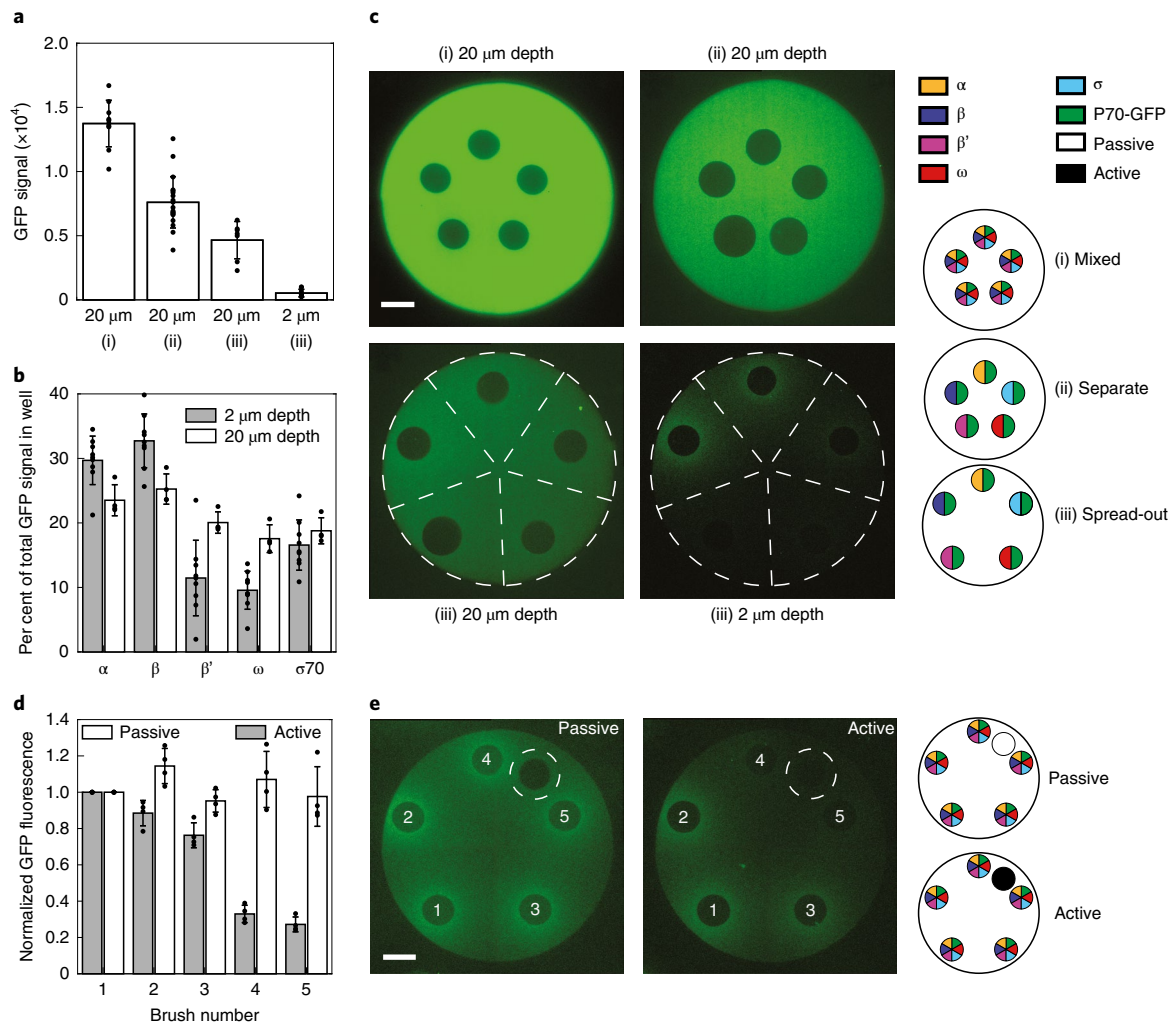 a
2.0
1.5
1.0
0.5
0
GFP signal (×10⁴)
20 μm 20 μm 20 μm 2 μm
(i) (ii) (iii) (iii)
b
40
30
20
10
0
Per cent of total GFP signal in well
2 μm depth
20 μm depth
α β β' ω σ70
c
(i) 20 μm depth (ii) 20 μm depth
(iii) 20 μm depth (iii) 2 μm depth
α σ
β P70-GFP
β' Passive
ω Active
(i) Mixed
(ii) Separate
(iii) Spread-out
d
1.4
1.2
1.0
0.8
0.6
0.4
0.2
0
Normalized GFP fluorescence
Passive Active
1 2 3 4 5
Brush number
e
Passive
4
2 5
1 3
Active
4
2 5
1 3
Passive
Active